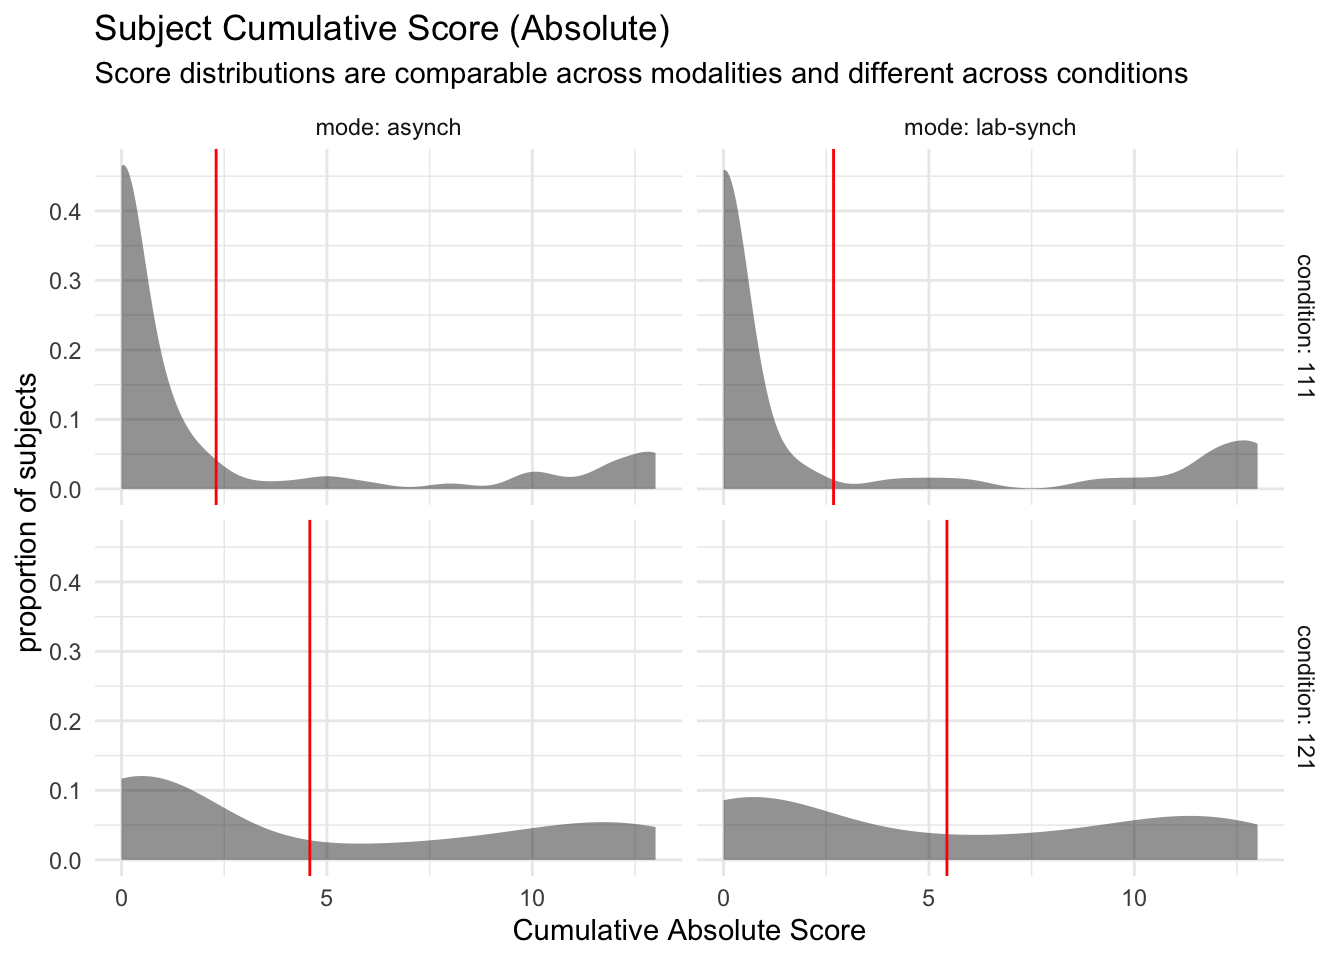 Subject Cumulative Score (Absolute)
Score distributions are comparable across modalities and different across conditions
mode: asynch
mode: lab-synch
proportion of subjects
0.4
0.3
0.2
0.1
0.0
condition: 111
0.4
0.3
0.2
0.1
0.0
condition: 121
0
5
10
0
5
10
Cumulative Absolute Score